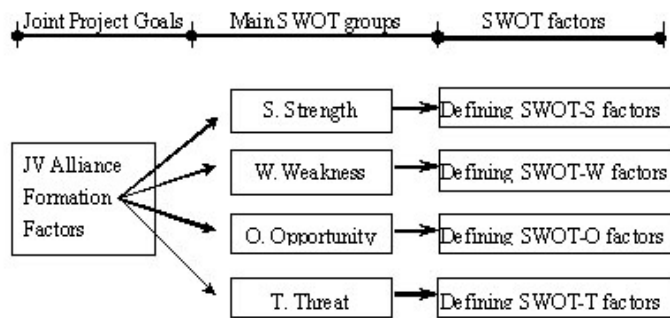 Joint Project Goals
Main SWOT groups
SWOT factors
JV Alliance
Formation
Factors
S. Strength
Defining SWOT-S factors
W. Weakness
Defining SWOT-W factors
O. Opportunity
Defining SWOT-O factors
T. Threat
Defining SWOT-T factors